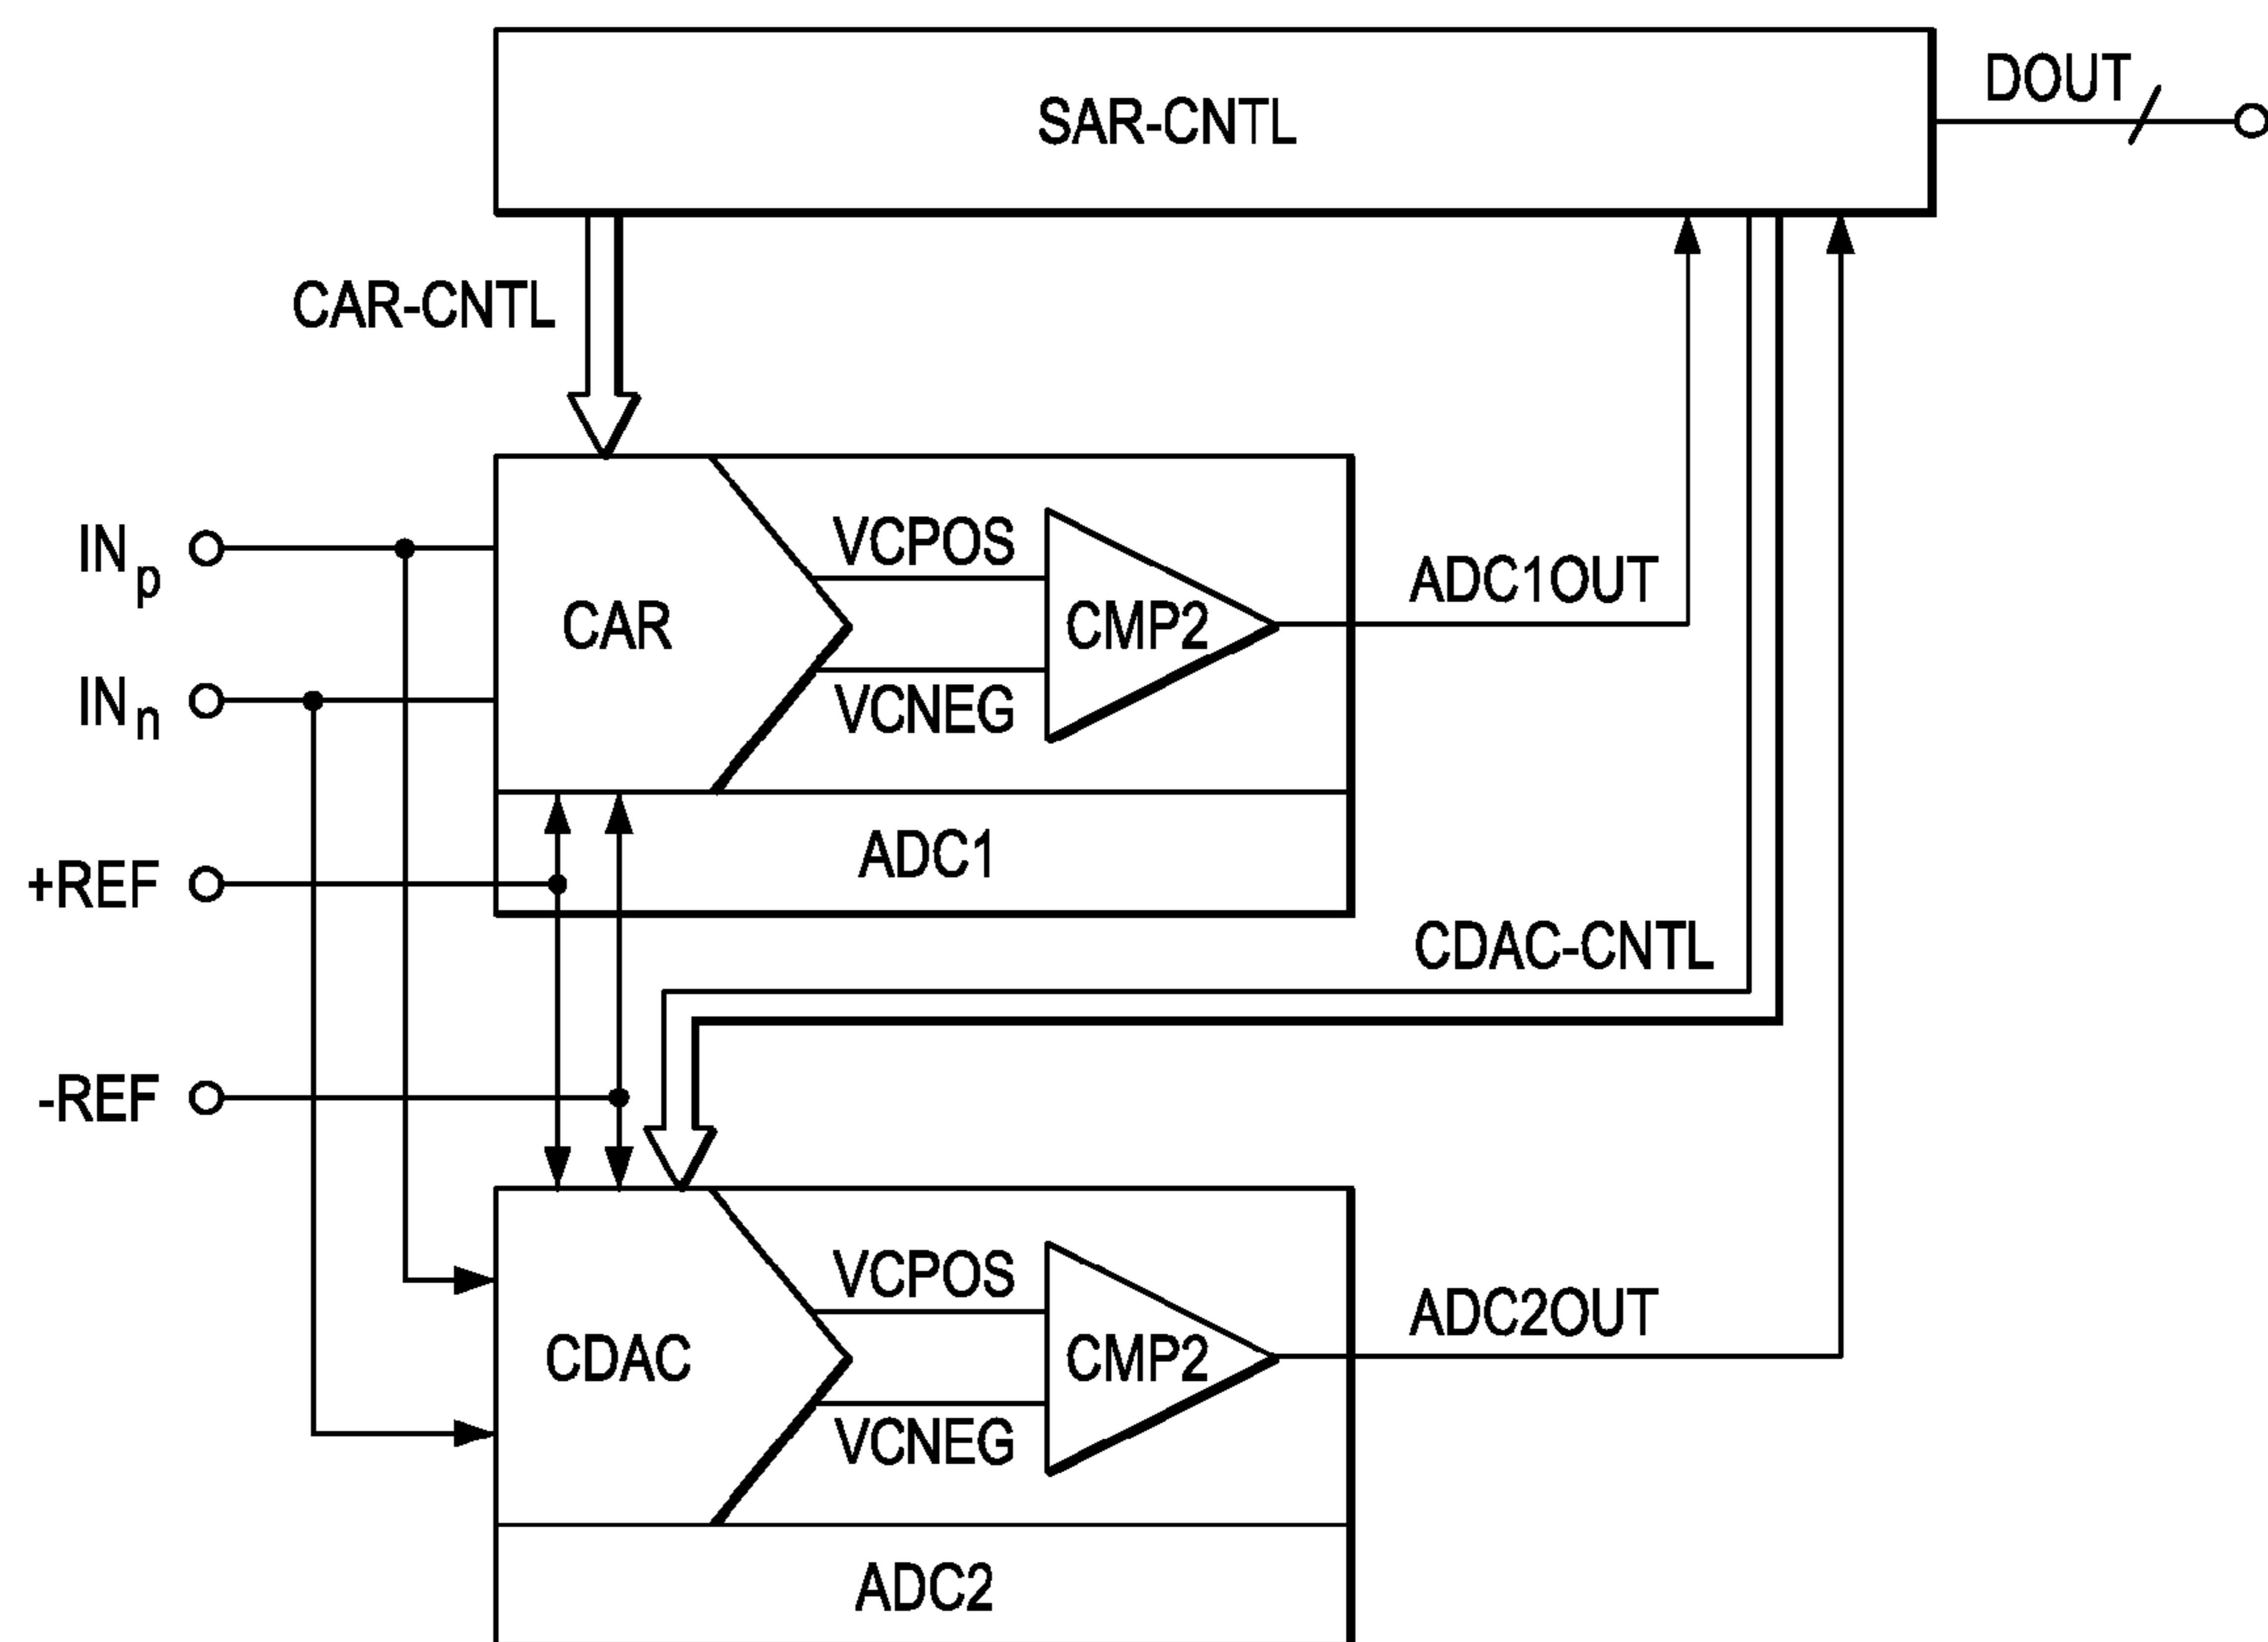 SAR-CNTL
DOUT
CAR-CNTL
INp
INn
+REF
-REF
CAR
VCPOS
VCNEG
CMP2
ADC1OUT
ADC1
CDAC-CNTL
CDAC
VCPOS
VCNEG
CMP2
ADC2OUT
ADC2